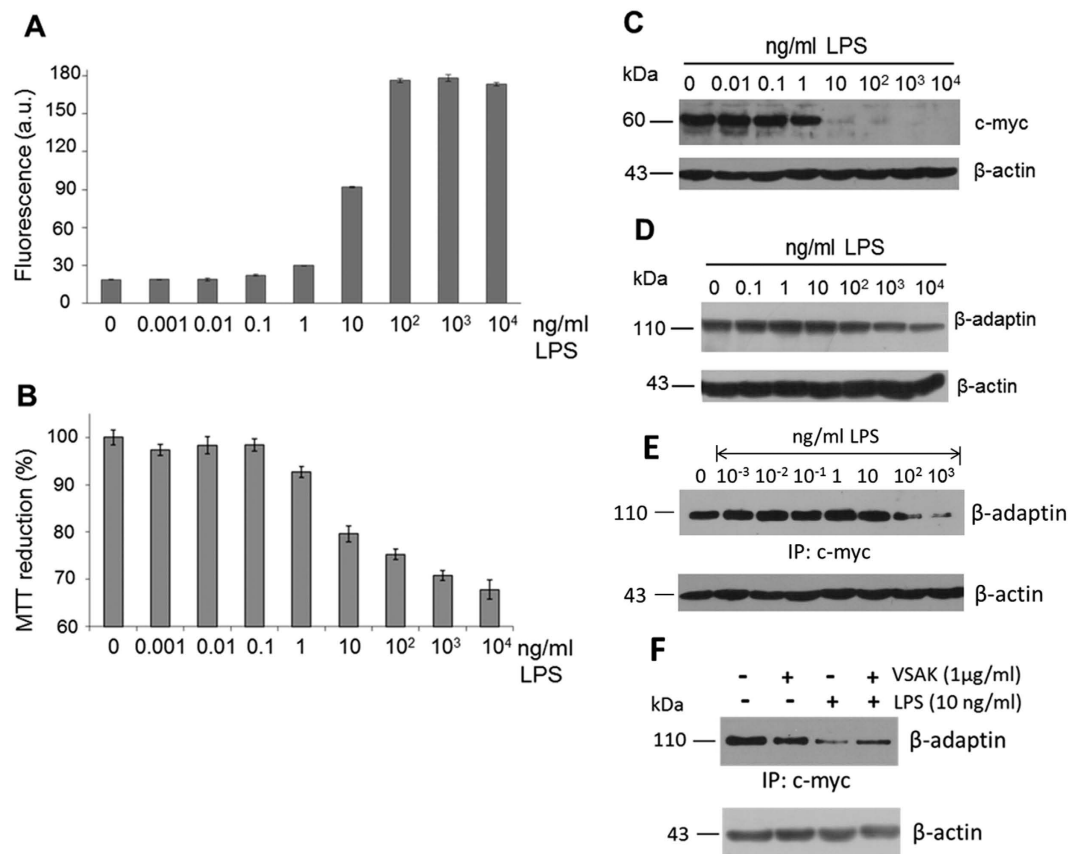 A
Fluorescence (a.u.)
180
150
90
60
30
0
0 0.001 0.01 0.1 1 10 10² 10³ 10⁴ ng/ml LPS
B
MTT reduction (%)
100
90
80
70
60
0 0.001 0.01 0.1 1 10 10² 10³ 10⁴ ng/ml LPS
C
ng/ml LPS
kDa 0 0.01 0.1 1 10 10² 10³ 10⁴
60 c-myc
43 β-actin
D
ng/ml LPS
kDa 0 0.1 1 10 10² 10³ 10⁴
110 β-adaptin
43 β-actin
E
ng/ml LPS
0 10⁻³ 10⁻² 10⁻¹ 1 10 10² 10³
110 β-adaptin
IP: c-myc
43 β-actin
F
- + - + VSAK (1µg/ml)
- - + + LPS (10 ng/ml)
kDa
110 β-adaptin
IP: c-myc
43 β-actin